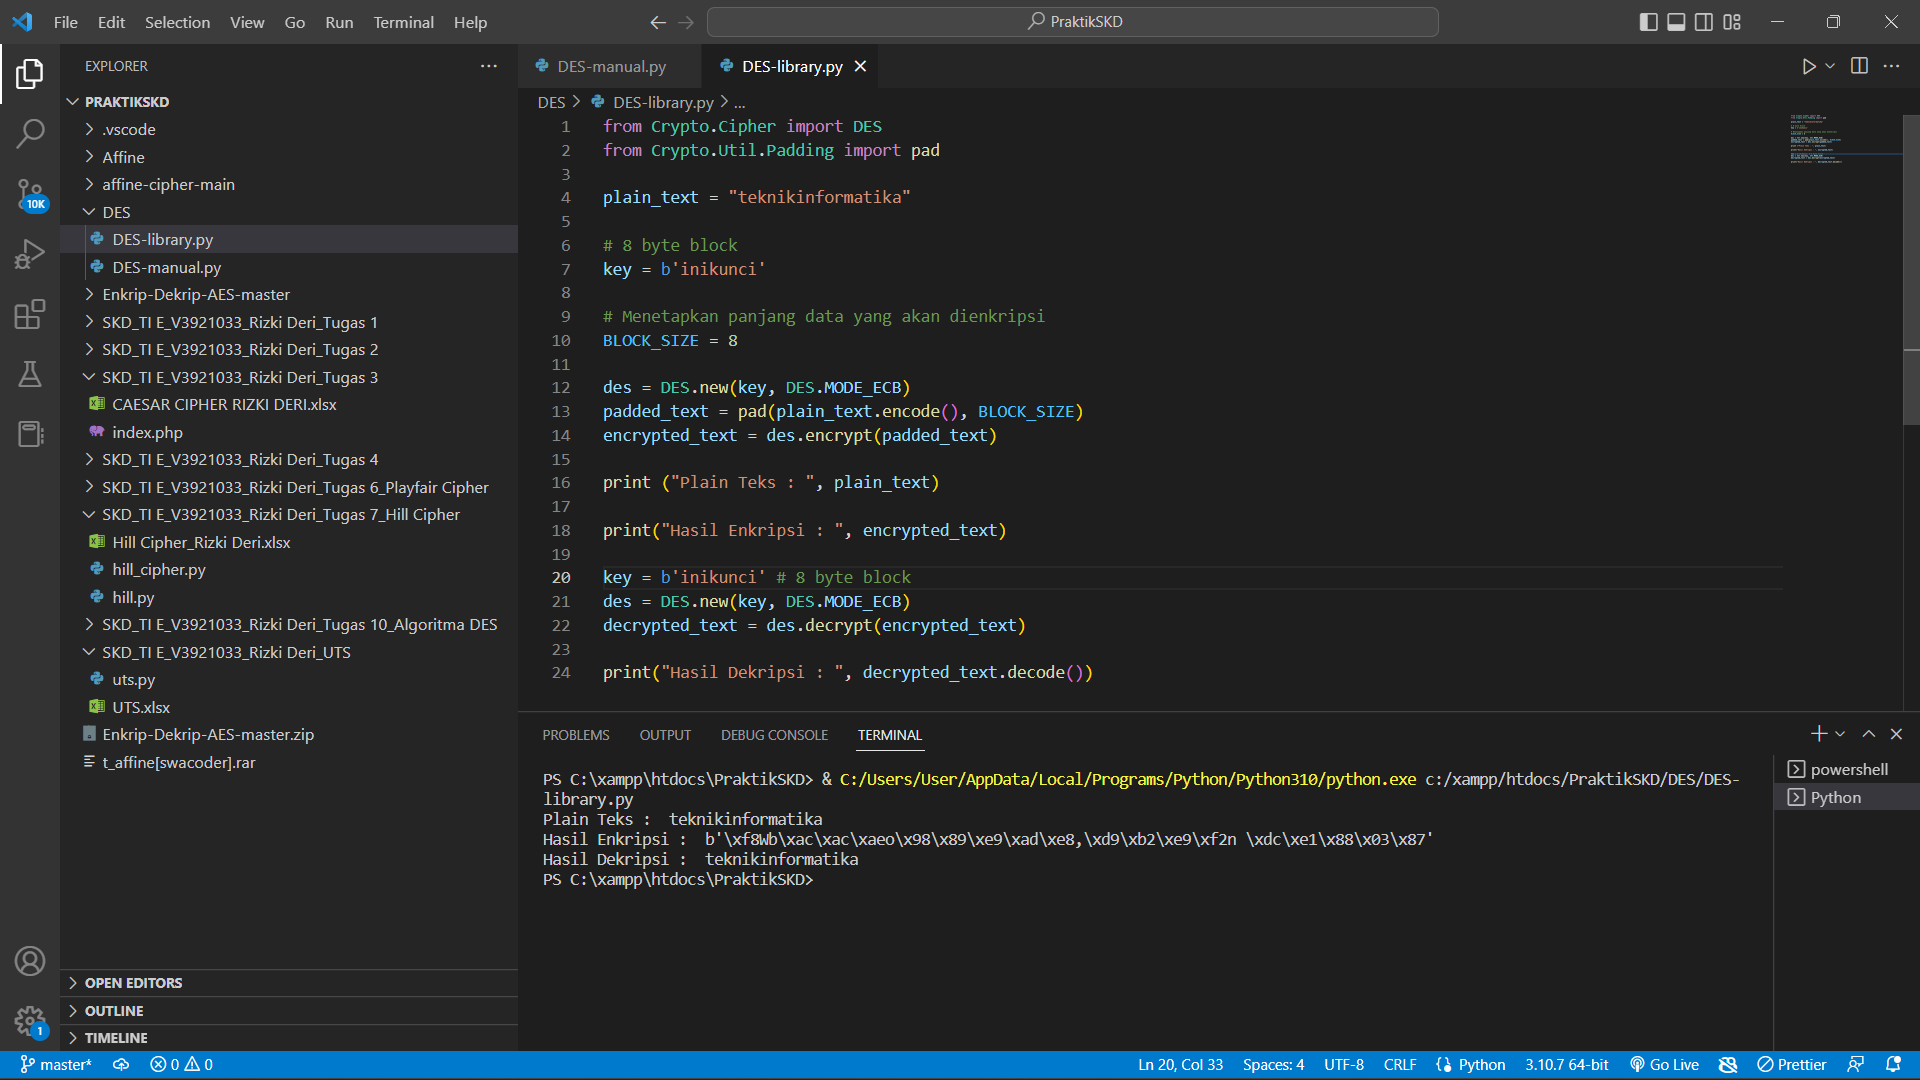 File Edit Selection View Go Run Terminal Help
PraktikSKD
EXPLORER
PRAKTIKSKD
.vscode
Affine
affine-cipher-main
DES
DES-library.py
DES-manual.py
Enkrip-Dekrip-AES-master
SKD_TI E_V3921033_Rizki Deri_Tugas 1
SKD_TI E_V3921033_Rizki Deri_Tugas 2
SKD_TI E_V3921033_Rizki Deri_Tugas 3
CAESAR CIPHER RIZKI DERI.xlsx
index.php
SKD_TI E_V3921033_Rizki Deri_Tugas 4
SKD_TI E_V3921033_Rizki Deri_Tugas 6_Playfair Cipher
SKD_TI E_V3921033_Rizki Deri_Tugas 7_Hill Cipher
Hill Cipher_Rizki Deri.xlsx
hill_cipher.py
hill.py
SKD_TI E_V3921033_Rizki Deri_Tugas 10_Algoritma DES
SKD_TI E_V3921033_Rizki Deri_UTS
uts.py
UTS.xlsx
Enkrip-Dekrip-AES-master.zip
t_affine[swacoder].rar
OPEN EDITORS
OUTLINE
TIMELINE
10K
1
DES-manual.py DES-library.py
DES > DES-library.py > ...
1 from Crypto.Cipher import DES
2 from Crypto.Util.Padding import pad
3
4 plain_text = "teknikinformatika"
5
6 # 8 byte block
7 key = b'inikunci'
8
9 # Menetapkan panjang data yang akan dienkripsi
10 BLOCK_SIZE = 8
11
12 des = DES.new(key, DES.MODE_ECB)
13 padded_text = pad(plain_text.encode(), BLOCK_SIZE)
14 encrypted_text = des.encrypt(padded_text)
15
16 print ("Plain Teks : ", plain_text)
17
18 print("Hasil Enkripsi : ", encrypted_text)
19
20 key = b'inikunci' # 8 byte block
21 des = DES.new(key, DES.MODE_ECB)
22 decrypted_text = des.decrypt(encrypted_text)
23
24 print("Hasil Dekripsi : ", decrypted_text.decode())
PROBLEMS OUTPUT DEBUG CONSOLE TERMINAL
PS C:\xampp\htdocs\PraktikSKD> & C:/Users/User/AppData/Local/Programs/Python/Python310/python.exe c:/xampp/htdocs/PraktikSKD/DES/DES-
library.py
Plain Teks :  teknikinformatika
Hasil Enkripsi :  b'\xf8Wb\xac\xac\xaeo\x98\x89\xe9\xad\xe8,\xd9\xb2\xe9\xf2n \xdc\xe1\x88\x03\x87'
Hasil Dekripsi :  teknikinformatika
PS C:\xampp\htdocs\PraktikSKD>
powershell
Python
master* 0 0 Ln 20, Col 33 Spaces: 4 UTF-8 CRLF Python 3.10.7 64-bit Go Live Prettier